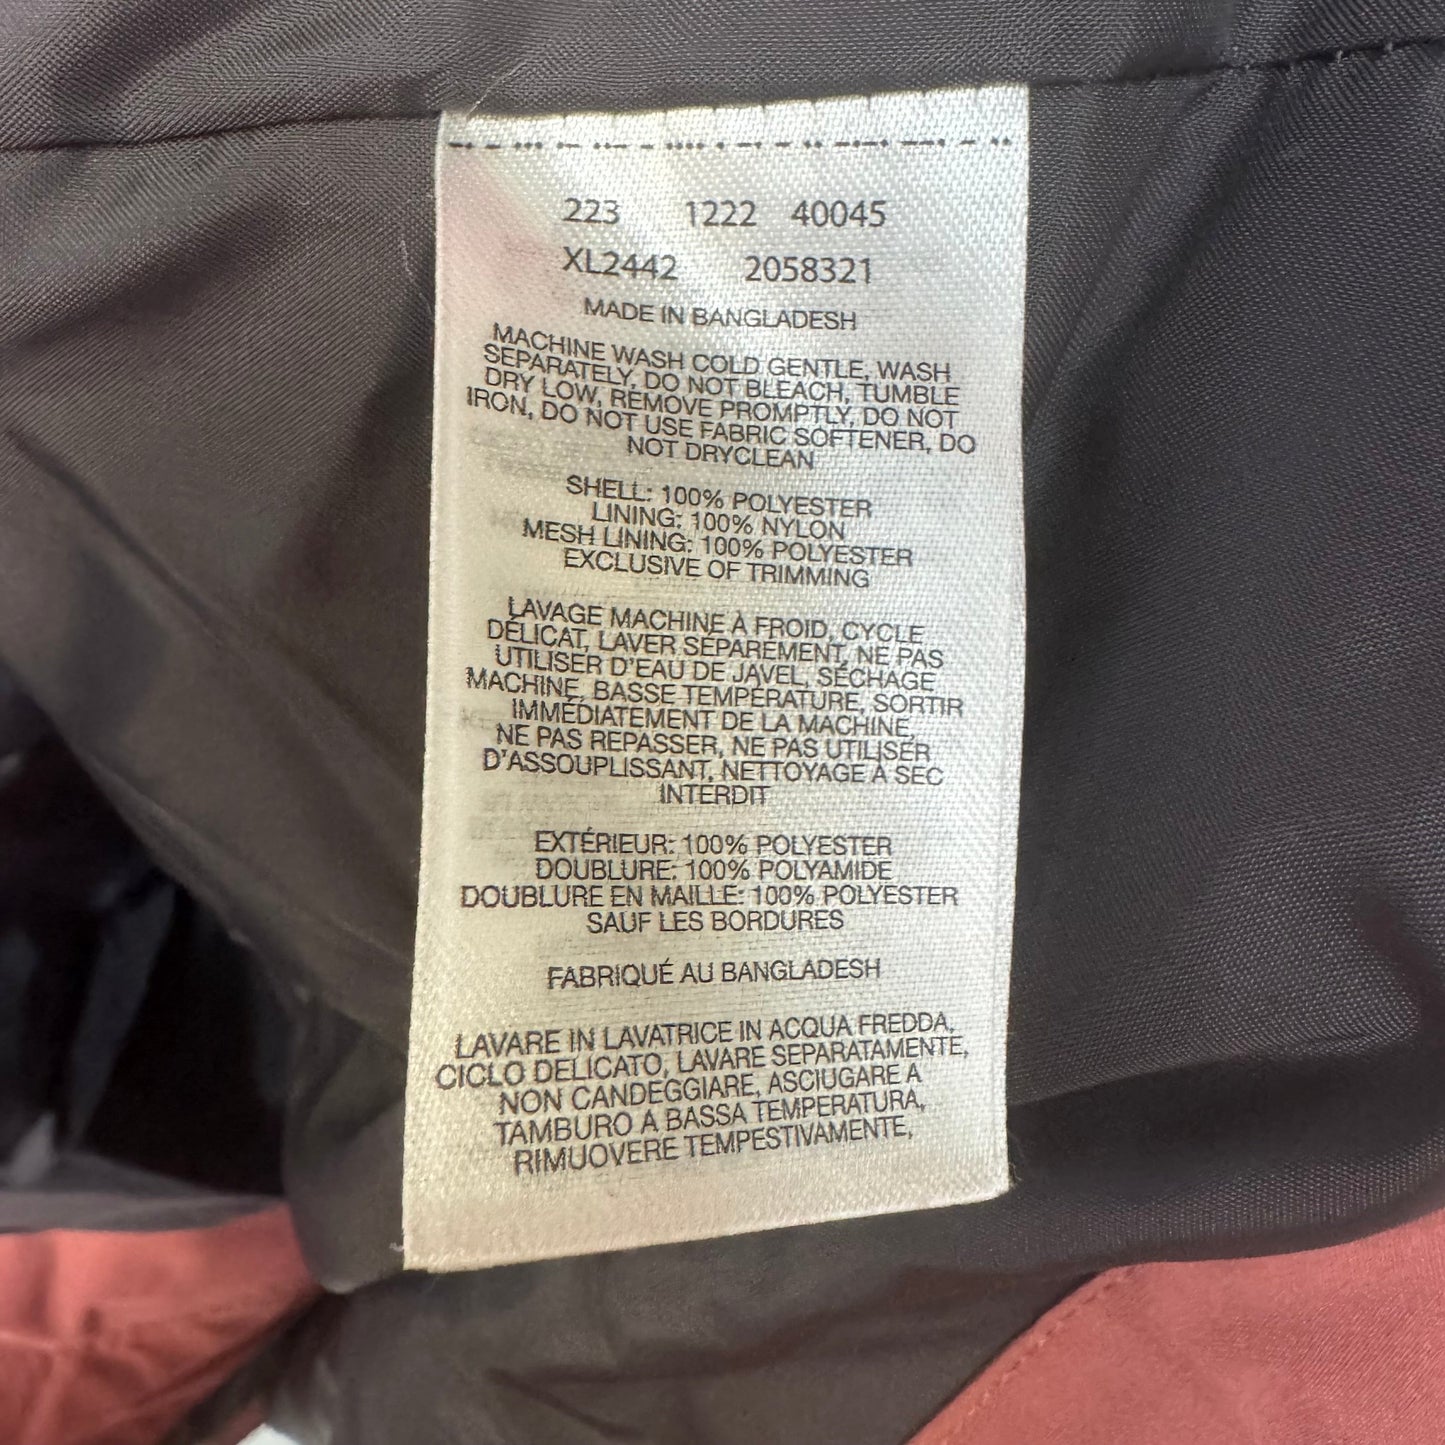 223 1222 40045
XL2442 2058321
MADE IN BANGLADESH
MACHINE WASH COLD GENTLE, WASH
SEPARATELY, DO NOT BLEACH, TUMBLE
DRY LOW, REMOVE PROMPTLY, DO NOT
IRON, DO NOT USE FABRIC SOFTENER, DO
NOT DRYCLEAN
SHELL: 100% POLYESTER
LINING: 100% NYLON
MESH LINING: 100% POLYESTER
EXCLUSIVE OF TRIMMING
LAVAGE MACHINE À FROID, CYCLE
DÉLICAT, LAVER SÉPAREMENT, NE PAS
UTILISER D'EAU DE JAVEL, SÉCHAGE
MACHINE, BASSE TEMPÉRATURE, SORTIR
IMMÉDIATEMENT DE LA MACHINE,
NE PAS REPASSER, NE PAS UTILISER
D'ASSOUPLISSANT, NETTOYAGE À SEC
INTERDIT
EXTÉRIEUR: 100% POLYESTER
DOUBLURE: 100% POLYAMIDE
DOUBLURE EN MAILLE: 100% POLYESTER
SAUF LES BORDURES
FABRIQUÉ AU BANGLADESH
LAVARE IN LAVATRICE IN ACQUA FREDDA,
CICLO DELICATO, LAVARE SEPARATAMENTE,
NON CANDEGGIARE, ASCIUGARE A
TAMBURO A BASSA TEMPERATURA,
RIMUOVERE TEMPESTIVAMENTE,